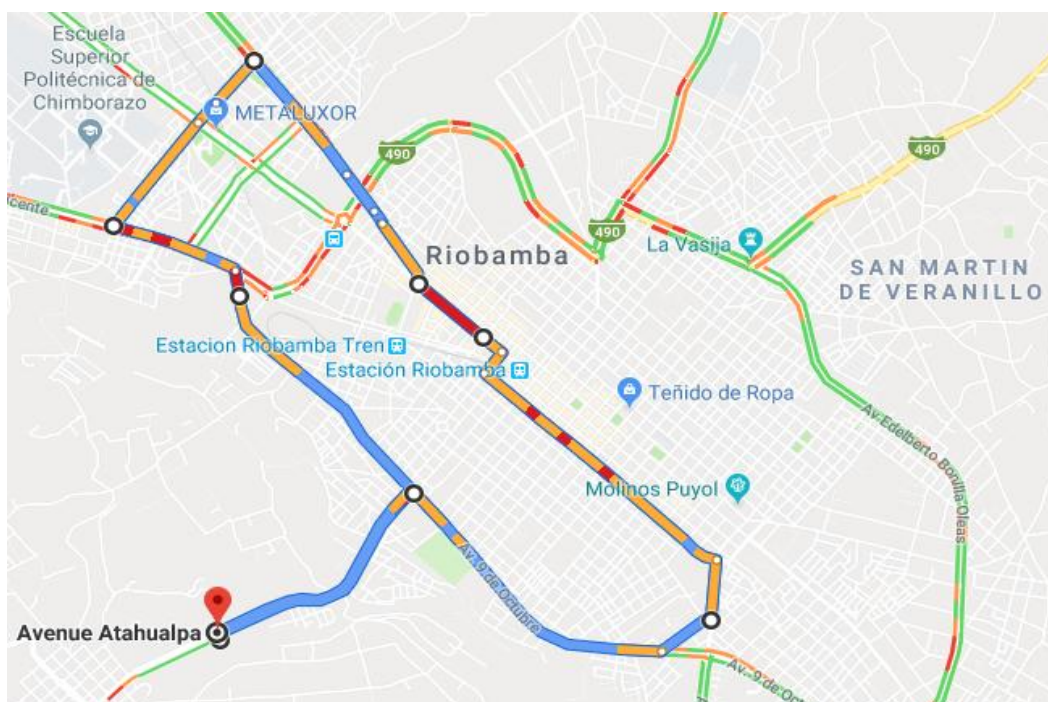 Escuela
Superior
Politécnica de
Chimborazo
METALUXOR
490
490
490
icente
La Vasija
Riobamba
SAN MARTIN
DE VERANILLO
Estacion Riobamba Tren
Estación Riobamba
Teñido de Ropa
Av. Edelberto Bonilla Oleas
Molinos Puyol
Av. 9 de Octubre
Avenue Atahualpa
Av. 9 de Oct